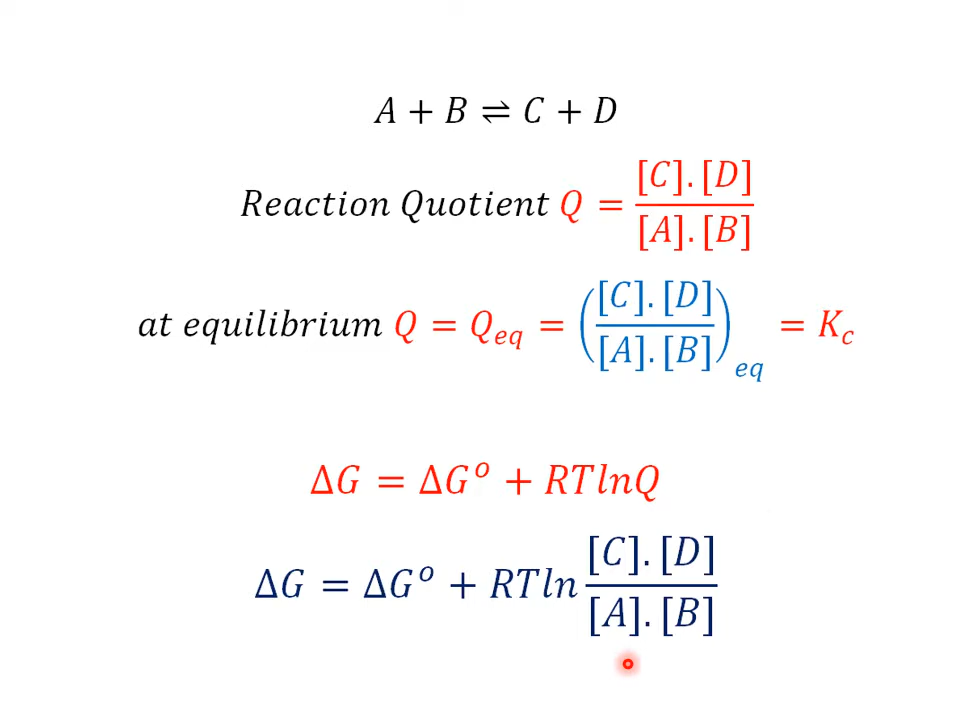 A + B ⇌ C + D
Reaction Quotient Q = [C].[D] / [A].[B]
at equilibrium Q = Q_eq = ([C].[D] / [A].[B])_eq = K_c
ΔG = ΔG^o + RTlnQ
ΔG = ΔG^o + RTln [C].[D] / [A].[B]